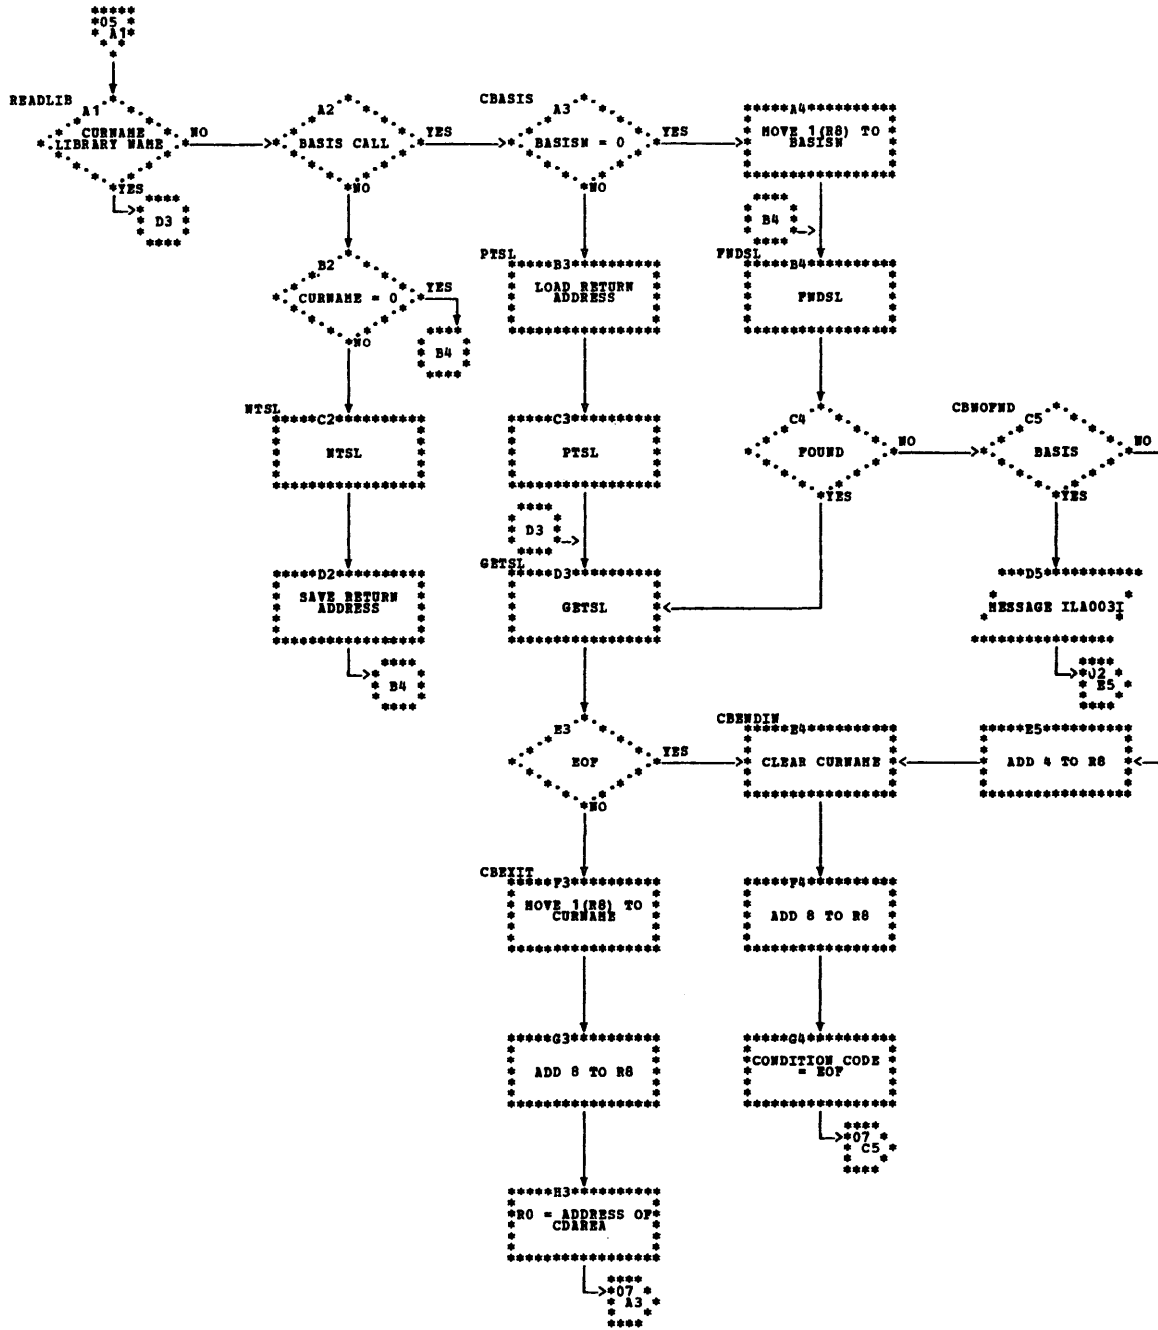 05
A1
READLIB
A1
CURNAME
LIBRARY NAME
NO
YES
D3
A2
BASIS CALL
YES
NO
CBASIS
A3
BASISN = 0
YES
NO
A4
MOVE 1(R8) TO
BASISN
B4
B2
CURNAME = 0
YES
NO
B4
PTSL
B3
LOAD RETURN
ADDRESS
FNDSL
B4
FNDSL
NTSL
C2
NTSL
C3
PTSL
C4
FOUND
NO
YES
CBNOFND
C5
BASIS
NO
YES
D3
D2
SAVE RETURN
ADDRESS
B4
GETSL
D3
GETSL
D5
MESSAGE ILA003I
02
E5
E3
EOF
YES
NO
CBENDIN
E4
CLEAR CURNAME
E5
ADD 4 TO R8
CBEXIT
F3
MOVE 1(R8) TO
CURNAME
F4
ADD 8 TO R8
G3
ADD 8 TO R8
G4
CONDITION CODE
= EOF
07
C5
H3
R0 = ADDRESS OF
CDAREA
07
A3